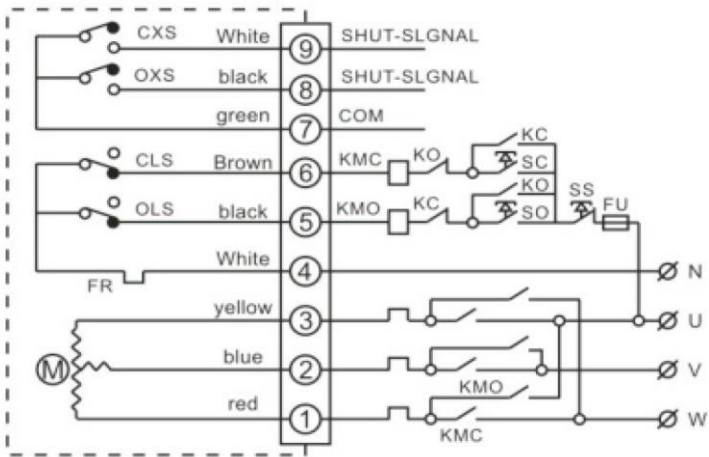 CXS White 9 SHUT-SLGNAL
OXS black 8 SHUT-SLGNAL
green 7 COM
KC
CLS Brown 6 KMC KO SC
KO
OLS black 5 KMO KC SO SS FU
White 4 N
FR
yellow 3 U
M blue 2 V
KMO
red 1 W
KMC